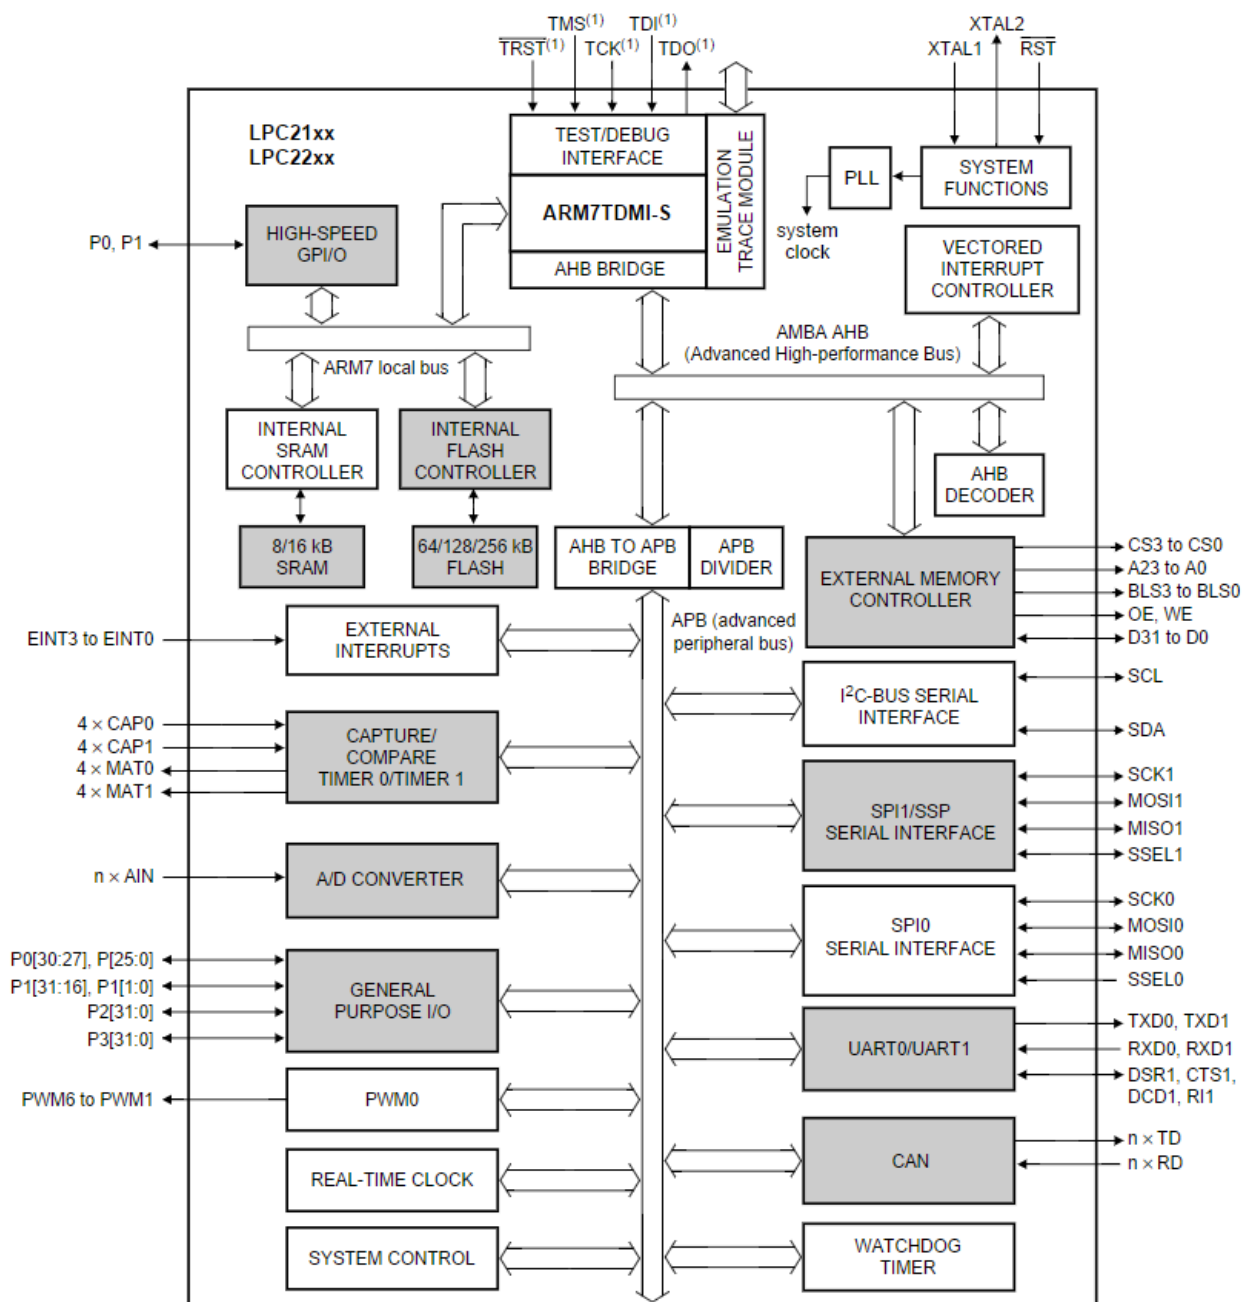 TMS(1) TDI(1) XTAL2
TRST(1) TCK(1) TDO(1) XTAL1 RST
LPC21xx
LPC22xx
TEST/DEBUG
INTERFACE
ARM7TDMI-S
AHB BRIDGE
EMULATION
TRACE MODULE
PLL
SYSTEM
FUNCTIONS
system
clock
P0, P1
HIGH-SPEED
GPI/O
VECTORED
INTERRUPT
CONTROLLER
AMBA AHB
(Advanced High-performance Bus)
ARM7 local bus
INTERNAL
SRAM
CONTROLLER
INTERNAL
FLASH
CONTROLLER
AHB
DECODER
8/16 kB
SRAM
64/128/256 kB
FLASH
AHB TO APB
BRIDGE
APB
DIVIDER
EXTERNAL MEMORY
CONTROLLER
CS3 to CS0
A23 to A0
BLS3 to BLS0
OE, WE
D31 to D0
APB (advanced
peripheral bus)
EINT3 to EINT0
EXTERNAL
INTERRUPTS
I2C-BUS SERIAL
INTERFACE
SCL
SDA
4 × CAP0
4 × CAP1
4 × MAT0
4 × MAT1
CAPTURE/
COMPARE
TIMER 0/TIMER 1
SPI1/SSP
SERIAL INTERFACE
SCK1
MOSI1
MISO1
SSEL1
n × AIN
A/D CONVERTER
SPI0
SERIAL INTERFACE
SCK0
MOSI0
MISO0
SSEL0
P0[30:27], P[25:0]
P1[31:16], P1[1:0]
P2[31:0]
P3[31:0]
GENERAL
PURPOSE I/O
UART0/UART1
TXD0, TXD1
RXD0, RXD1
DSR1, CTS1,
DCD1, RI1
PWM6 to PWM1
PWM0
CAN
n × TD
n × RD
REAL-TIME CLOCK
SYSTEM CONTROL
WATCHDOG
TIMER